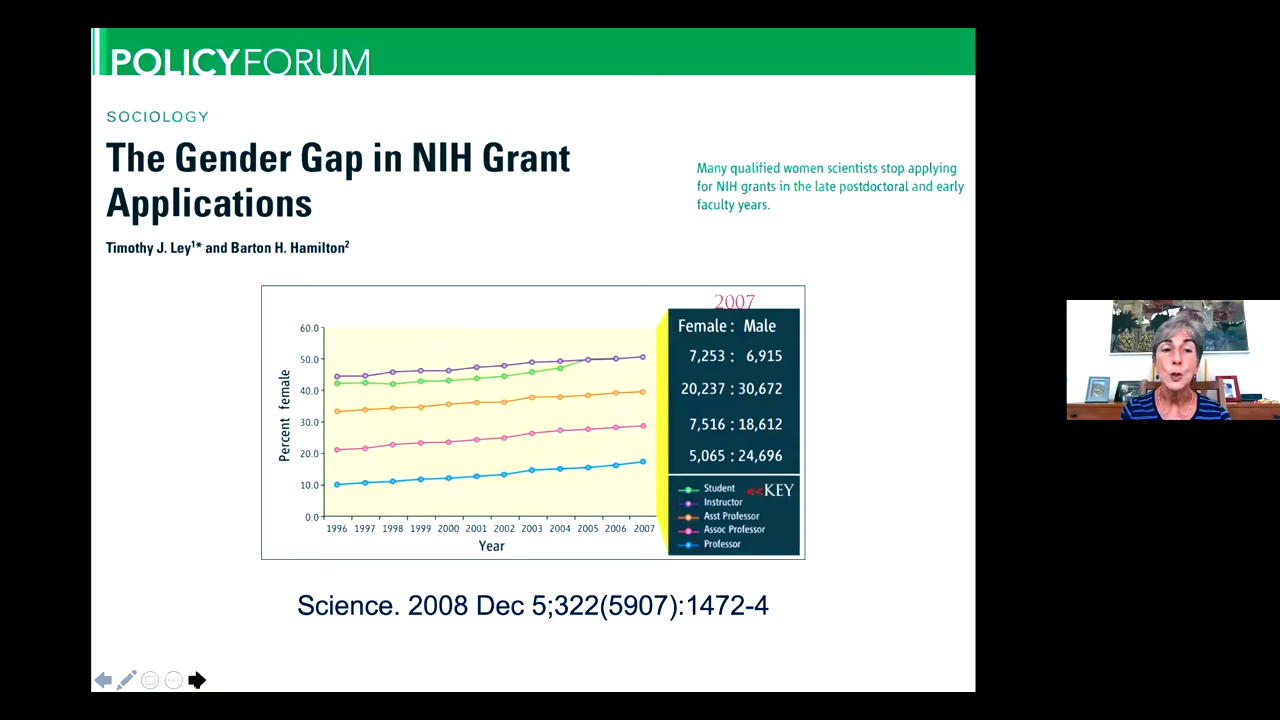 POLICYFORUM
SOCIOLOGY
The Gender Gap in NIH Grant
Applications
Timothy J. Ley1* and Barton H. Hamilton2
Many qualified women scientists stop applying
for NIH grants in the late postdoctoral and early
faculty years.
60.0
50.0
40.0
30.0
20.0
10.0
0.0
Percent female
1996 1997 1998 1999 2000 2001 2002 2003 2004 2005 2006 2007
Year
2007
Female : Male
7,253 : 6,915
20,237 : 30,672
7,516 : 18,612
5,065 : 24,696
<<KEY
Student
Instructor
Asst Professor
Assoc Professor
Professor
Science. 2008 Dec 5;322(5907):1472-4